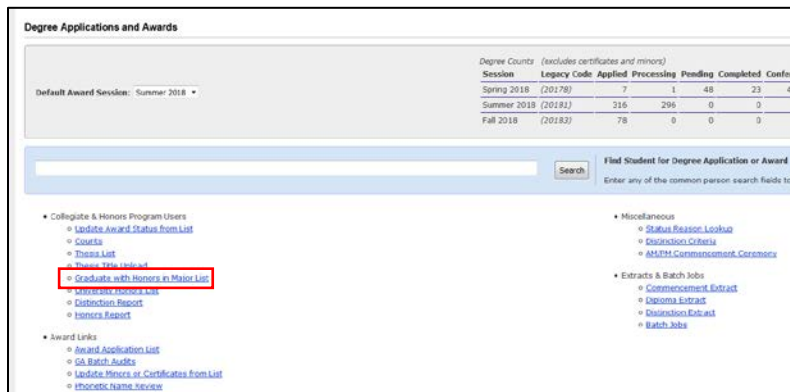 Degree Applications and Awards
Degree Counts (excludes certificates and minors)
Session Legacy Code Applied Processing Pending Completed Confe
Default Award Session: Summer 2018
Spring 2018 (20178) 7 1 48 23 4
Summer 2018 (20181) 316 296 0 0
Fall 2018 (20183) 78 0 0 0
Search
Find Student for Degree Application or Award
Enter any of the common person search fields to
• Collegiate & Honors Program Users
Update Award Status from List
Counts
Thesis List
Thesis Title Upload
Graduate with Honors in Major List
University Honors List
Distinction Report
Honors Report
• Award Links
Award Application List
GA Batch Audits
Update Minors or Certificates from List
Phonetic Name Review
• Miscellaneous
Status Reason Lookup
Distinction Criteria
AM/PM Commencement Ceremony
• Extracts & Batch Jobs
Commencement Extract
Diploma Extract
Distinction Extract
Batch Jobs